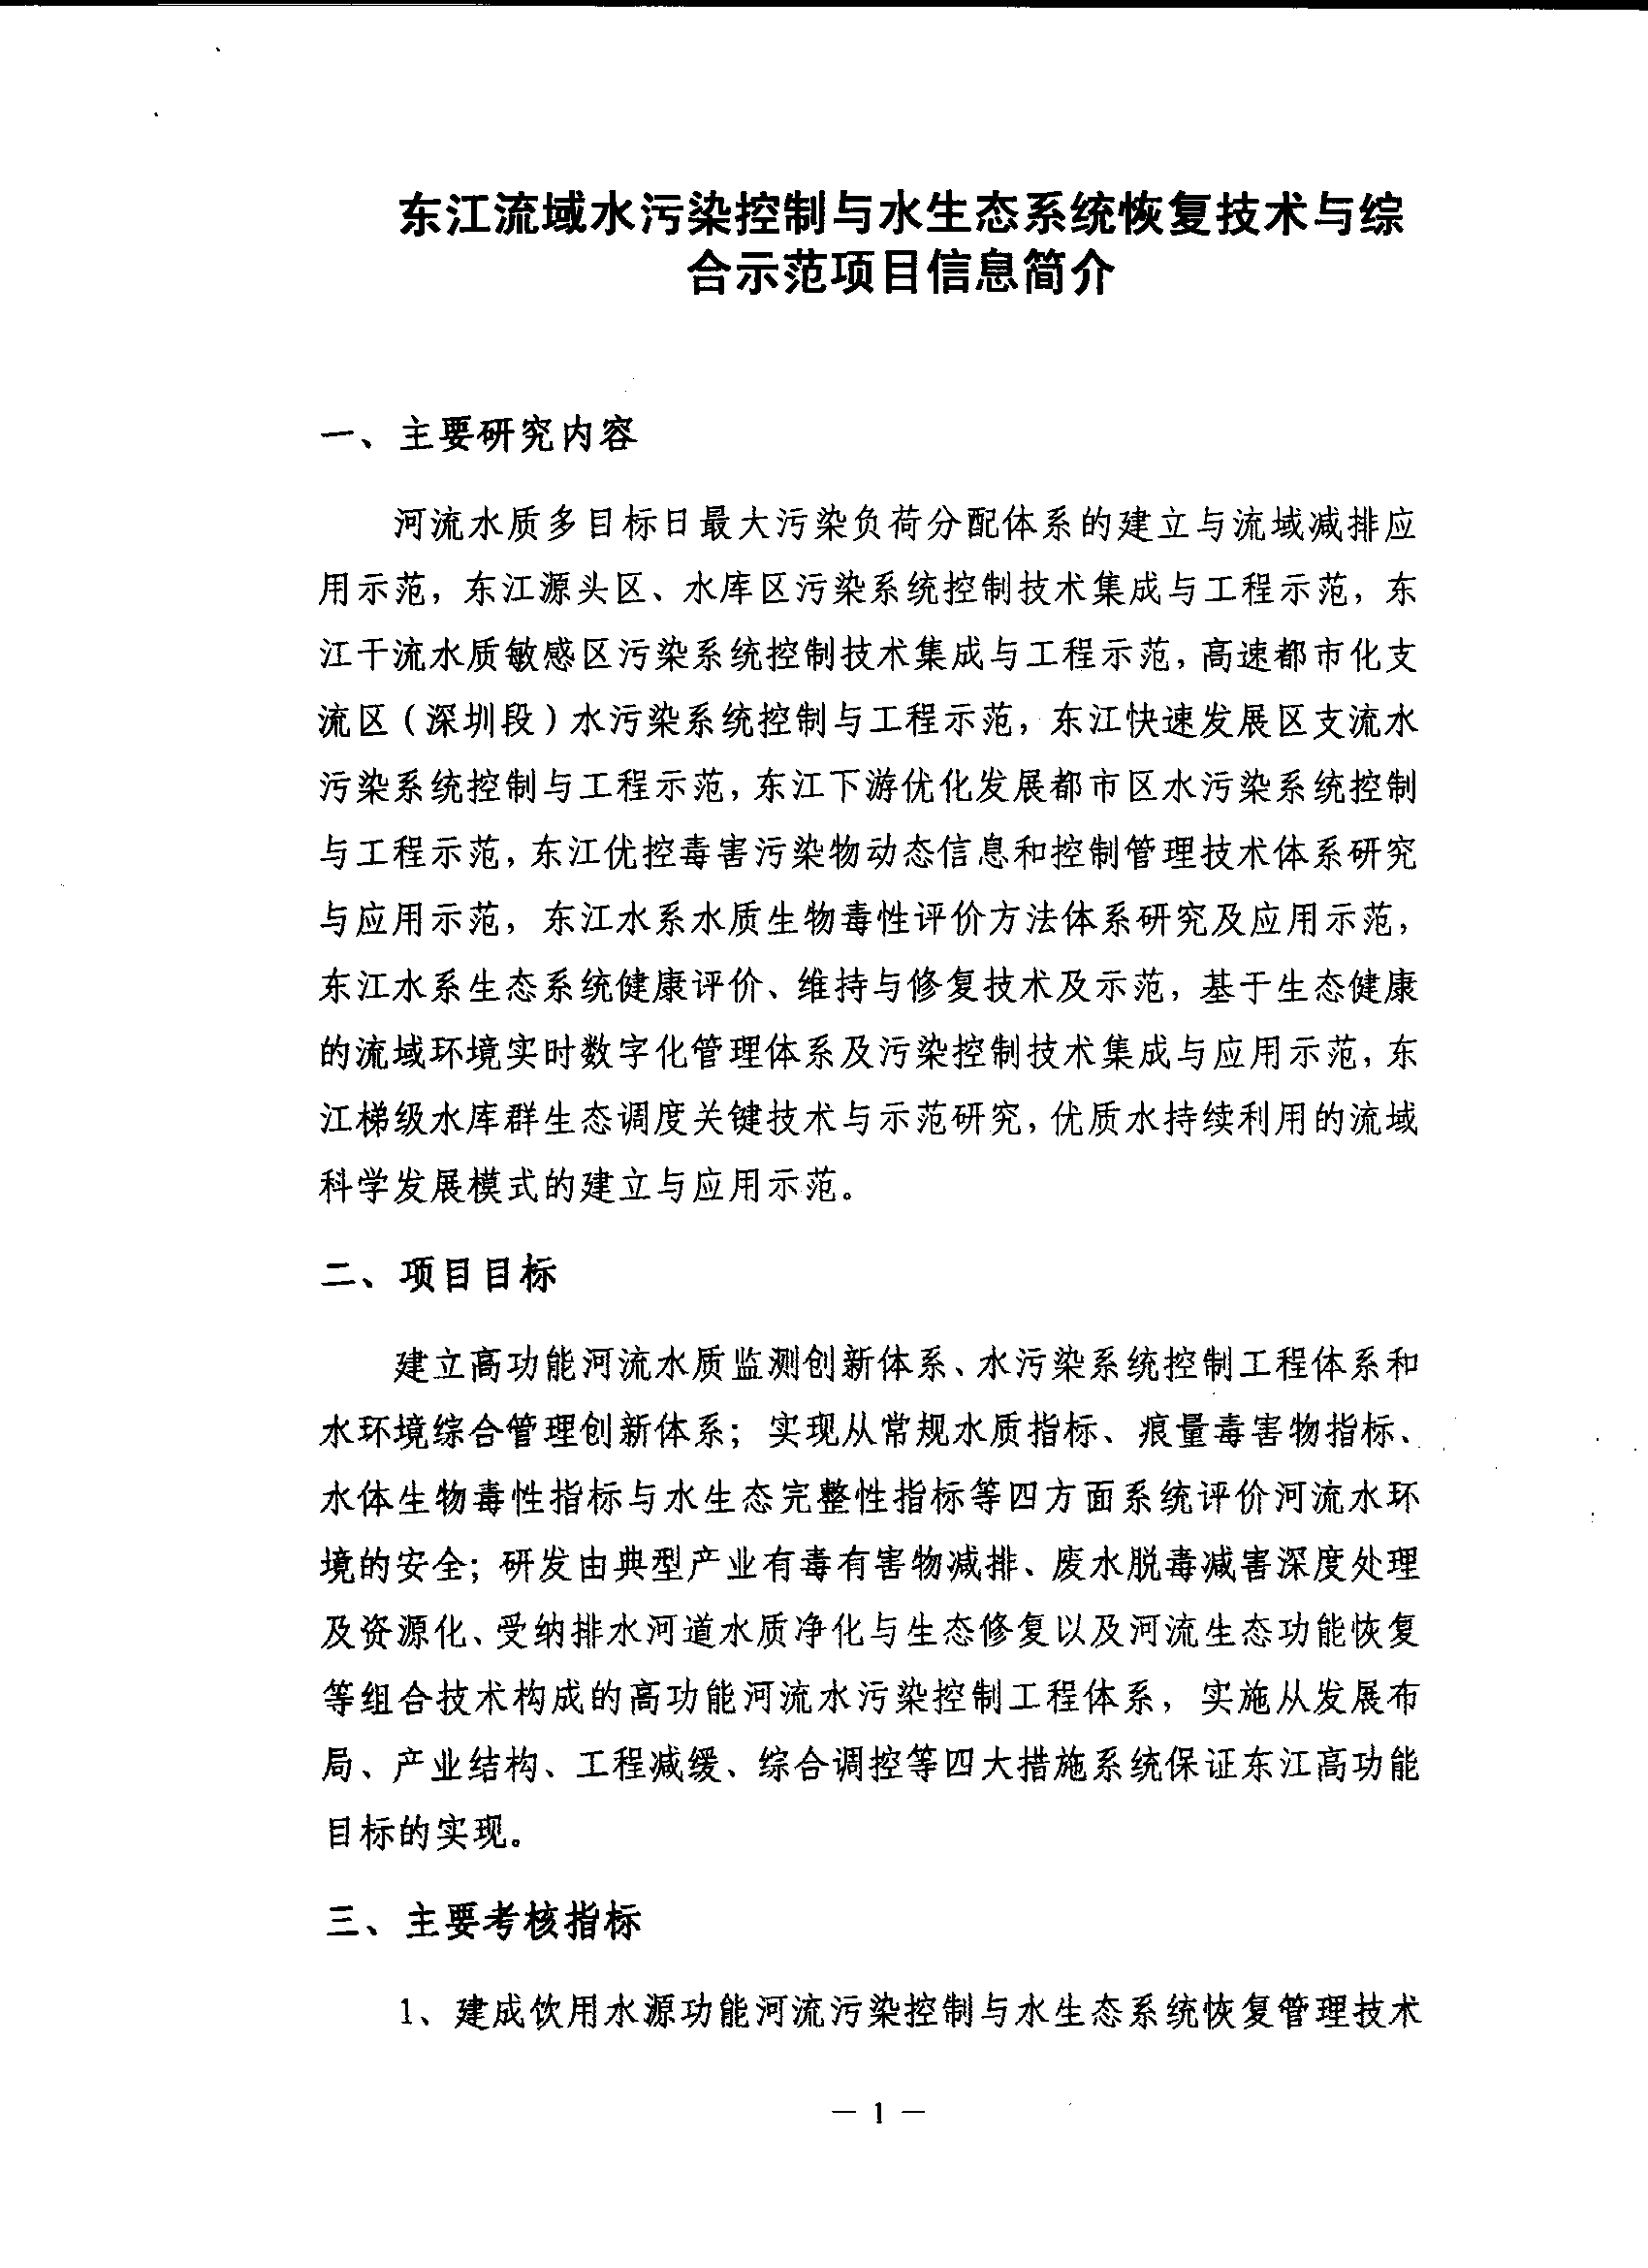 东江流域水污染控制与水生态系统恢复技术与综
合示范项目信息简介
一、主要研究内容
河流水质多目标日最大污染负荷分配体系的建立与流域减排应
用示范，东江源头区、水库区污染系统控制技术集成与工程示范，东
江干流水质敏感区污染系统控制技术集成与工程示范，高速都市化支
流区（深圳段）水污染系统控制与工程示范，东江快速发展区支流水
污染系统控制与工程示范，东江下游优化发展都市区水污染系统控制
与工程示范，东江优控毒害污染物动态信息和控制管理技术体系研究
与应用示范，东江水系水质生物毒性评价方法体系研究及应用示范，
东江水系生态系统健康评价、维持与修复技术及示范，基于生态健康
的流域环境实时数字化管理体系及污染控制技术集成与应用示范，东
江梯级水库群生态调度关键技术与示范研究，优质水持续利用的流域
科学发展模式的建立与应用示范。
二、项目目标
建立高功能河流水质监测创新体系、水污染系统控制工程体系和
水环境综合管理创新体系；实现从常规水质指标、痕量毒害物指标、
水体生物毒性指标与水生态完整性指标等四方面系统评价河流水环
境的安全；研发由典型产业有毒有害物减排、废水脱毒减害深度处理
及资源化、受纳排水河道水质净化与生态修复以及河流生态功能恢复
等组合技术构成的高功能河流水污染控制工程体系，实施从发展布
局、产业结构、工程减缓、综合调控等四大措施系统保证东江高功能
目标的实现。
三、主要考核指标
1、建成饮用水源功能河流污染控制与水生态系统恢复管理技术
— 1 —